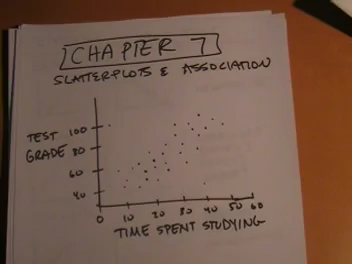 CHAPTER 7
SCATTERPLOTS & ASSOCIATION
TEST
GRADE
100
80
60
40
0 10 20 30 40 50 60
TIME SPENT STUDYING